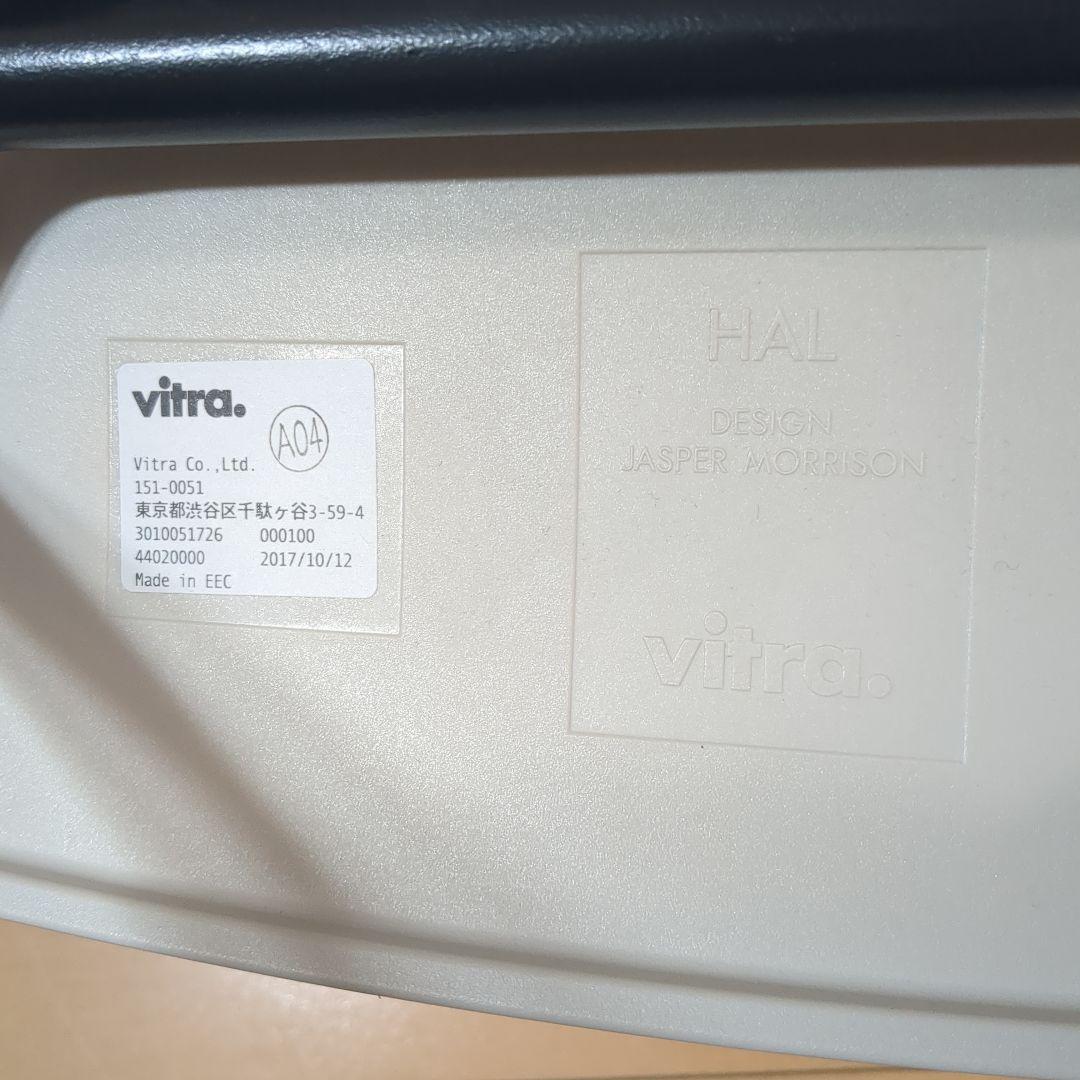 vitra.
A04
Vitra Co.,Ltd.
151-0051
東京都渋谷区千駄ヶ谷3-59-4
3010051726 000100
44020000 2017/10/12
Made in EEC
HAL
DESIGN
JASPER MORRISON
vitra.